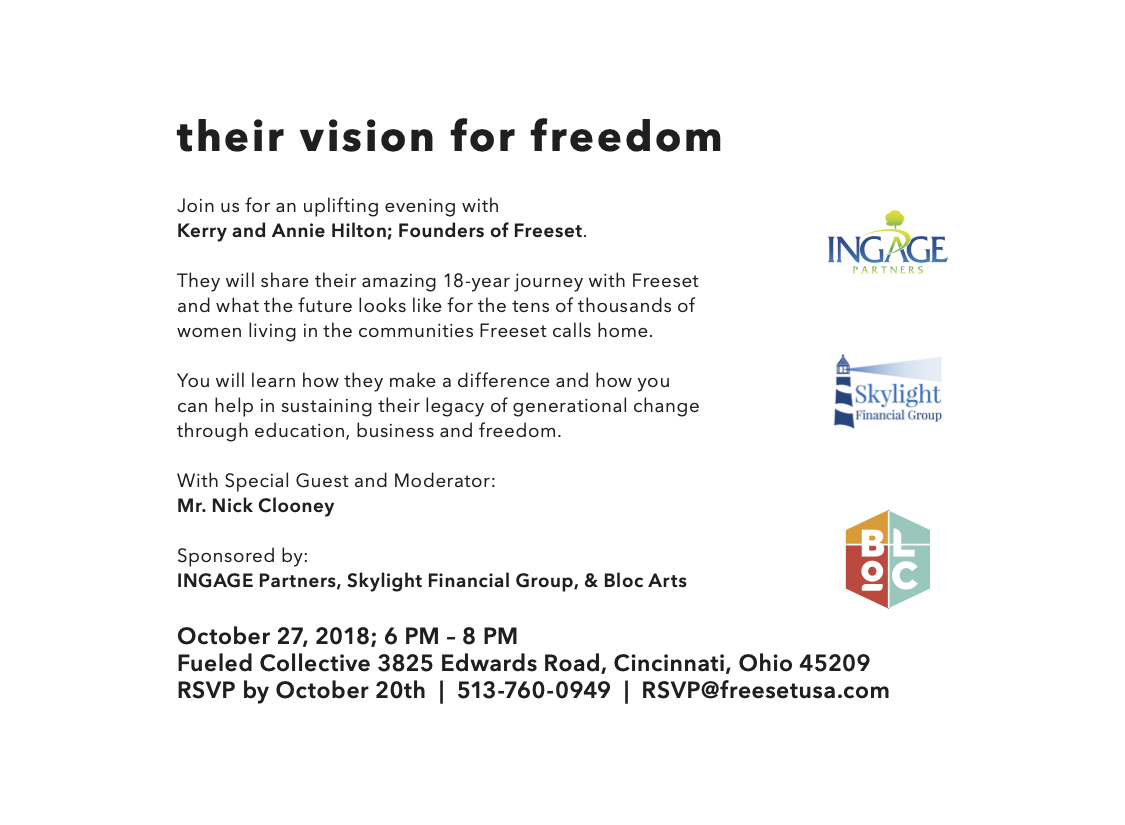 their vision for freedom
Join us for an uplifting evening with
Kerry and Annie Hilton; Founders of Freeset.
They will share their amazing 18-year journey with Freeset
and what the future looks like for the tens of thousands of
women living in the communities Freeset calls home.
You will learn how they make a difference and how you
can help in sustaining their legacy of generational change
through education, business and freedom.
With Special Guest and Moderator:
Mr. Nick Clooney
Sponsored by:
INGAGE Partners, Skylight Financial Group, & Bloc Arts
October 27, 2018; 6 PM – 8 PM
Fueled Collective 3825 Edwards Road, Cincinnati, Ohio 45209
RSVP by October 20th | 513-760-0949 | RSVP@freesetusa.com
INGAGE
PARTNERS
Skylight
Financial Group
BL
OC